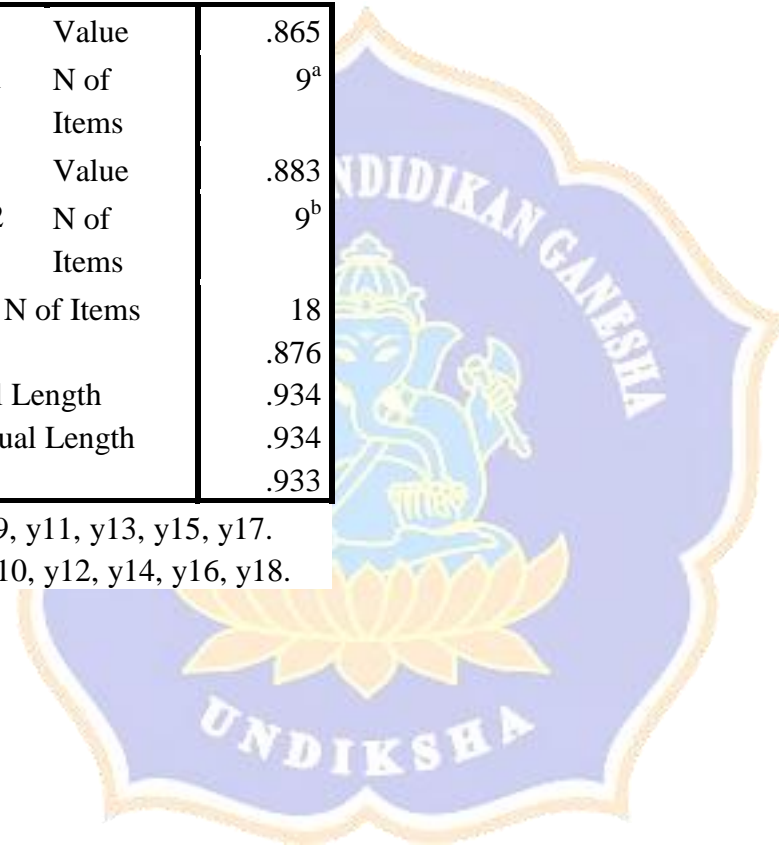 Value .865
N of 9ᵃ
Items
Value .883
2 N of 9ᵇ
Items
N of Items 18
.876
l Length .934
ual Length .934
.933
9, y11, y13, y15, y17.
10, y12, y14, y16, y18.
NDIDIKAN GANESHA
UNDIKSHA